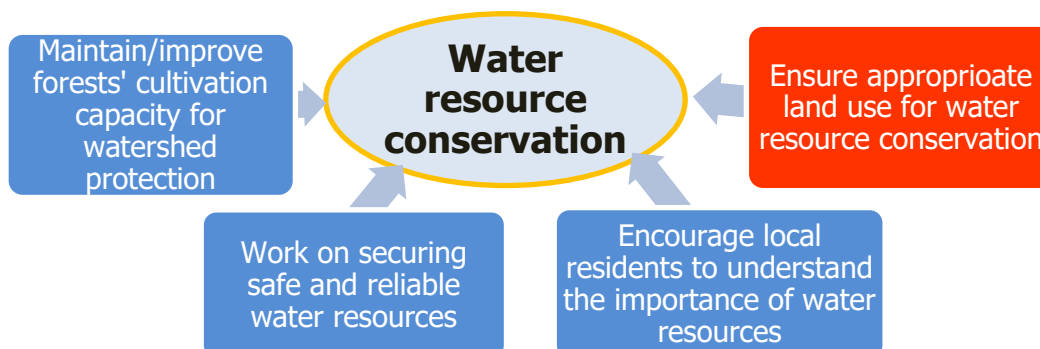 Maintain/improve
forests' cultivation
capacity for
watershed
protection
Water
resource
conservation
Ensure approprioate
land use for water
resource conservation
Work on securing
safe and reliable
water resources
Encourage local
residents to understand
the importance of water
resources